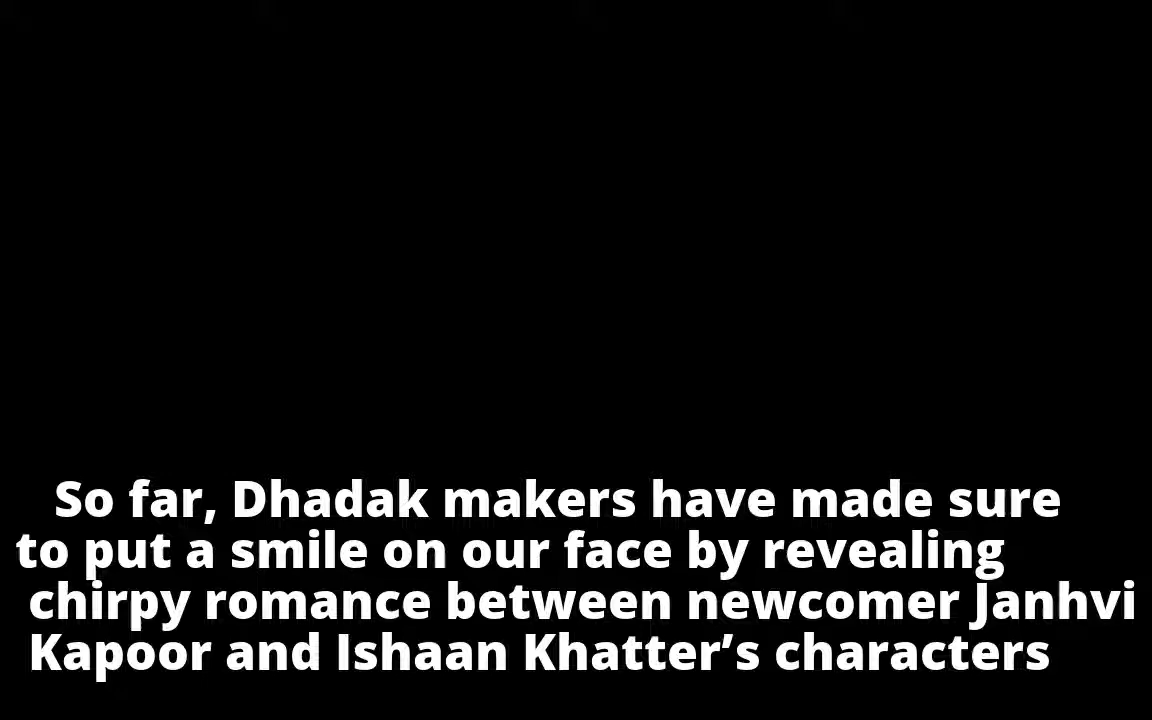 So far, Dhadak makers have made sure
to put a smile on our face by revealing
chirpy romance between newcomer Janhvi
Kapoor and Ishaan Khatter’s characters